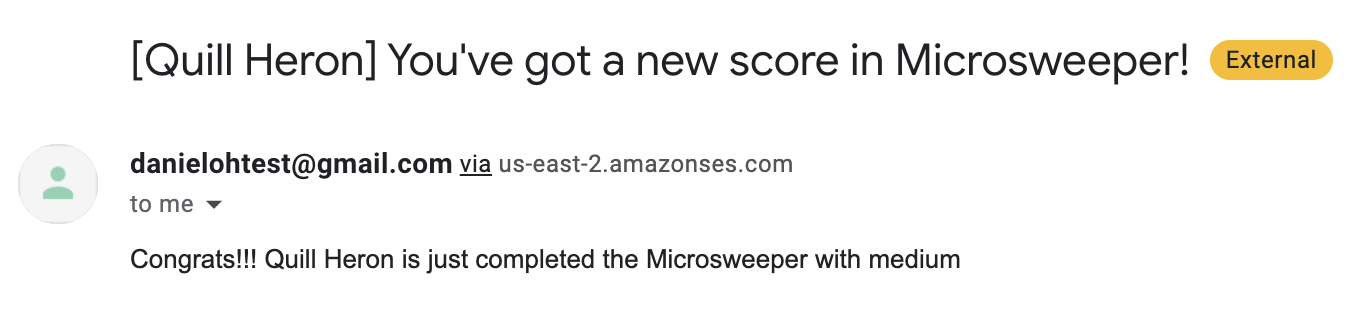 [Quill Heron] You've got a new score in Microsweeper! External
danielohtest@gmail.com via us-east-2.amazonses.com
to me
Congrats!!! Quill Heron is just completed the Microsweeper with medium